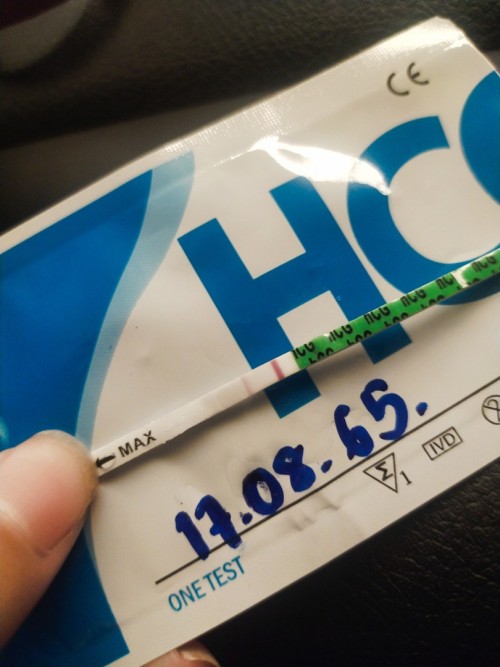 CE
HCG
hCG hCG hCG hCG hCG
MAX
17.08.65.
IVD
Σ 1
ONE TEST